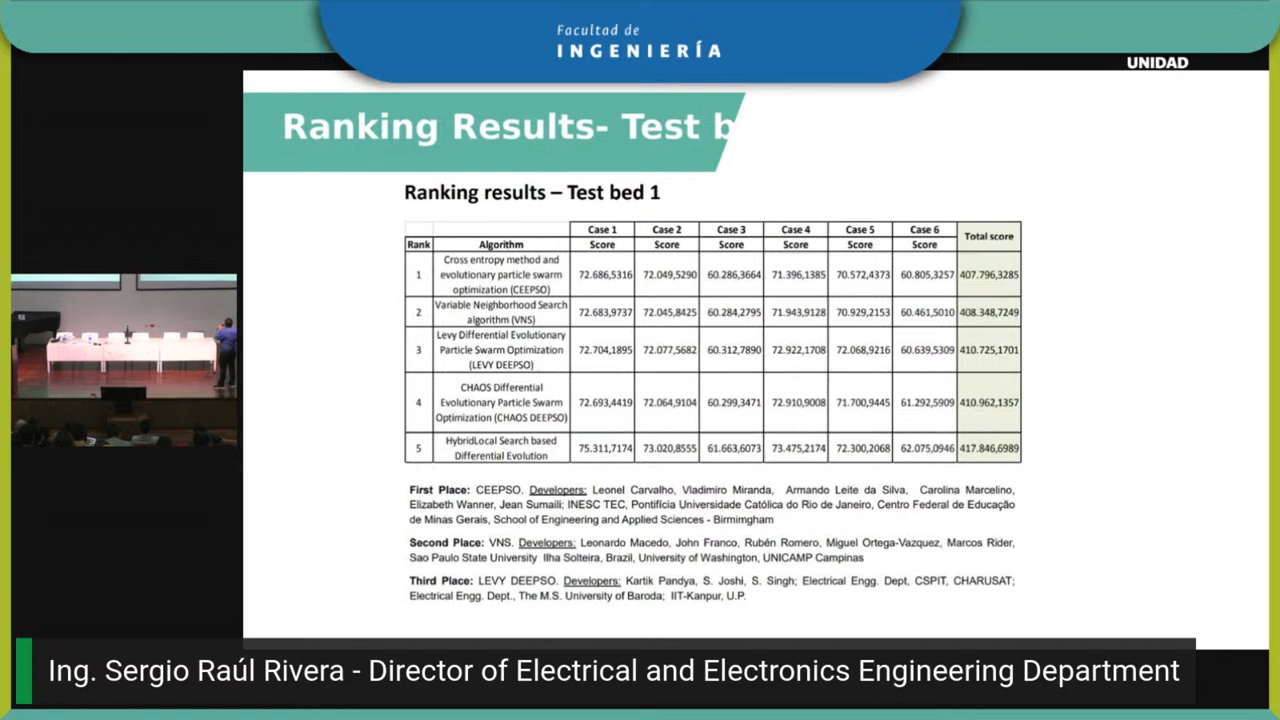 Facultad de
INGENIERÍA
UNIDAD
Ranking Results- Test b
Ranking results – Test bed 1
Case 1 Case 2 Case 3 Case 4 Case 5 Case 6 Total score
Rank Algorithm Score Score Score Score Score Score
1 Cross entropy method and evolutionary particle swarm optimization (CEEPSO) 72.686,5316 72.049,5290 60.286,3664 71.396,1385 70.572,4373 60.805,3257 407.796,3285
2 Variable Neighborhood Search algorithm (VNS) 72.683,9737 72.045,8425 60.284,2795 71.943,9128 70.929,2153 60.461,5010 408.348,7249
3 Levy Differential Evolutionary Particle Swarm Optimization (LEVY DEEPSO) 72.704,1895 72.077,5682 60.312,7890 72.922,1708 72.068,9216 60.639,5309 410.725,1701
4 CHAOS Differential Evolutionary Particle Swarm Optimization (CHAOS DEEPSO) 72.693,4419 72.064,9104 60.299,3471 72.910,9008 71.700,9445 61.292,5909 410.962,1357
5 HybridLocal Search based Differential Evolution 75.311,7174 73.020,8555 61.663,6073 73.475,2174 72.300,2068 62.075,0946 417.846,6989
First Place: CEEPSO. Developers: Leonel Carvalho, Vladimiro Miranda, Armando Leite da Silva, Carolina Marcelino,
Elizabeth Wanner, Jean Sumaili; INESC TEC, Pontifícia Universidade Católica do Rio de Janeiro, Centro Federal de Educação
de Minas Gerais, School of Engineering and Applied Sciences - Birmimgham
Second Place: VNS. Developers: Leonardo Macedo, John Franco, Rubén Romero, Miguel Ortega-Vazquez, Marcos Rider,
Sao Paulo State University Ilha Solteira, Brazil, University of Washington, UNICAMP Campinas
Third Place: LEVY DEEPSO. Developers: Kartik Pandya, S. Joshi, S. Singh; Electrical Engg. Dept, CSPIT, CHARUSAT;
Electrical Engg. Dept., The M.S. University of Baroda; IIT-Kanpur, U.P.
Ing. Sergio Raúl Rivera - Director of Electrical and Electronics Engineering Department